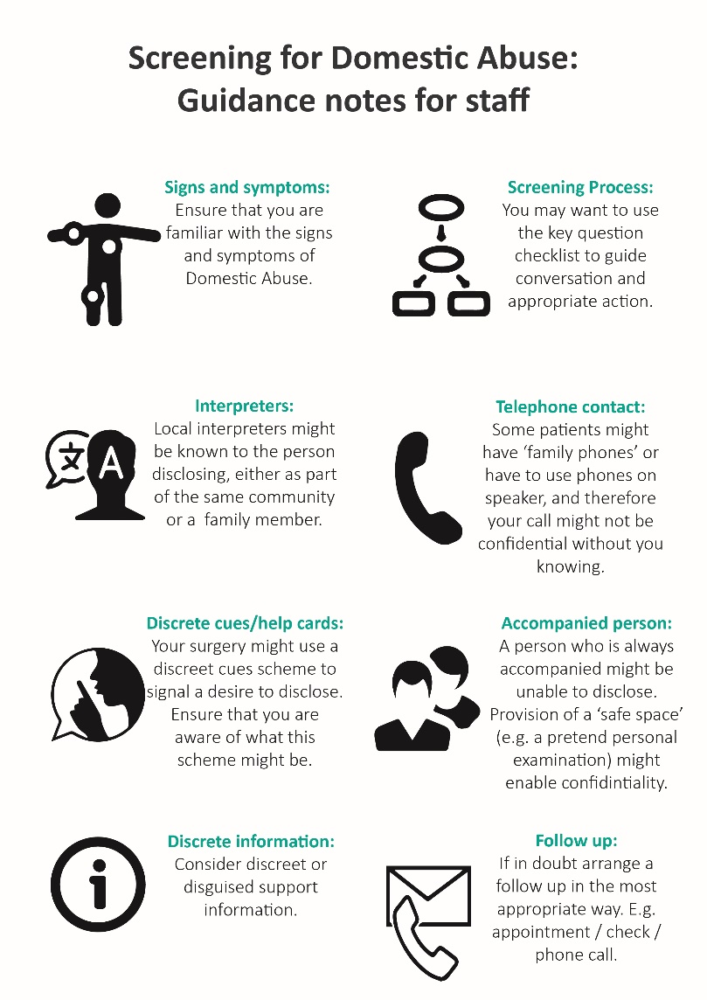 Screening for Domestic Abuse:
Guidance notes for staff
Signs and symptoms:
Ensure that you are
familiar with the signs
and symptoms of
Domestic Abuse.
Screening Process:
You may want to use
the key question
checklist to guide
conversation and
appropriate action.
Interpreters:
Local interpreters might
be known to the person
disclosing, either as part
of the same community
or a family member.
文 A
Telephone contact:
Some patients might
have ‘family phones’ or
have to use phones on
speaker, and therefore
your call might not be
confidential without you
knowing.
Discrete cues/help cards:
Your surgery might use a
discreet cues scheme to
signal a desire to disclose.
Ensure that you are
aware of what this
scheme might be.
Accompanied person:
A person who is always
accompanied might be
unable to disclose.
Provision of a ‘safe space’
(e.g. a pretend personal
examination) might
enable confidintiality.
Discrete information:
Consider discreet or
disguised support
information.
i
Follow up:
If in doubt arrange a
follow up in the most
appropriate way. E.g.
appointment / check /
phone call.